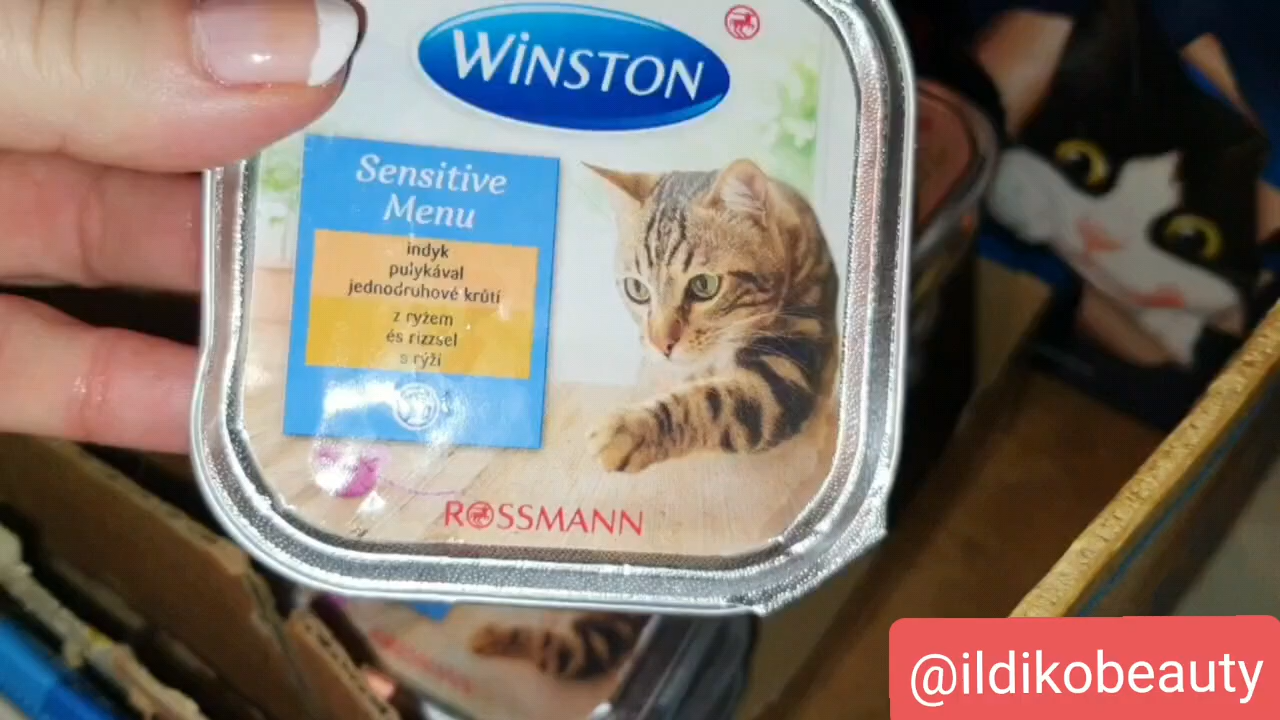 WINSTON
Sensitive
Menu
indyk
pulykával
jednodruhové krůtí
z ryżem
és rizzsel
s rýží
ROSSMANN
@ildikobeauty